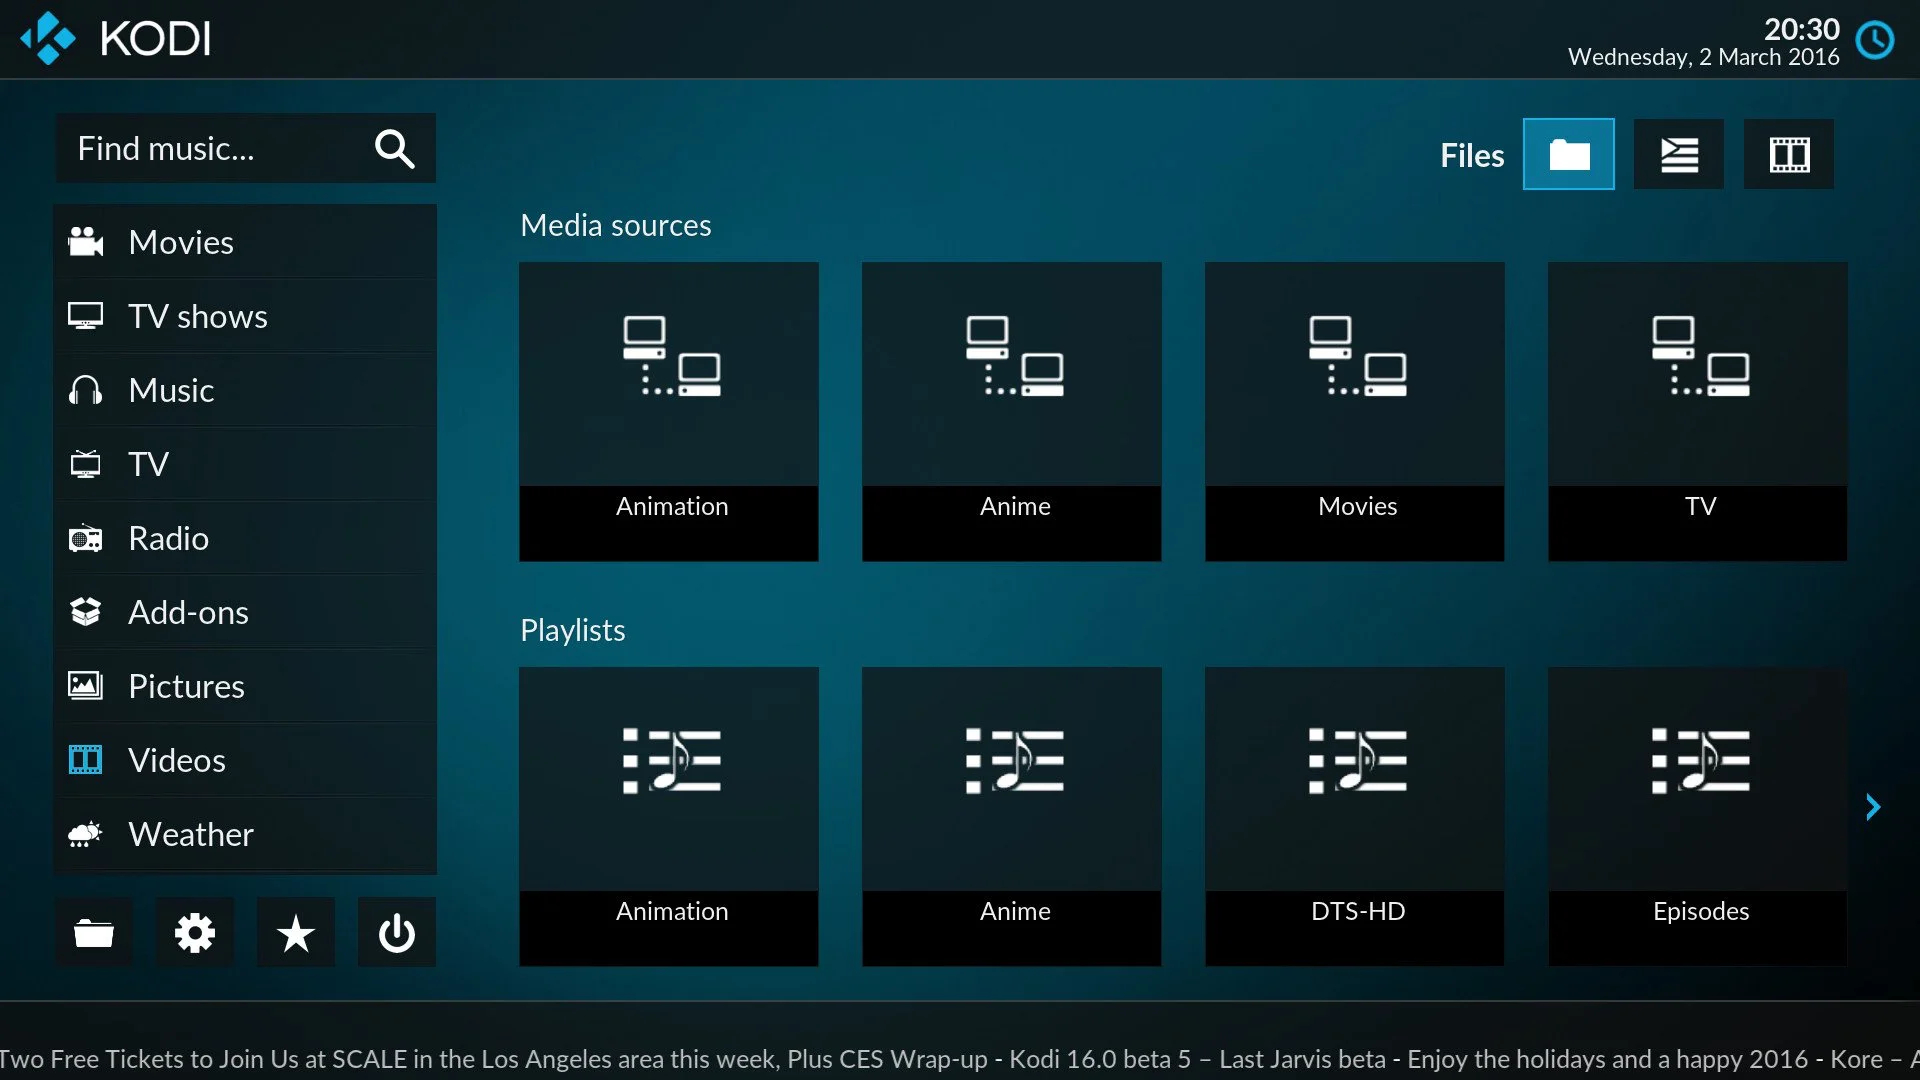 KODI
20:30
Wednesday, 2 March 2016
Find music...
Files
Movies
TV shows
Music
TV
Radio
Add-ons
Pictures
Videos
Weather
Media sources
Animation
Anime
Movies
TV
Playlists
Animation
Anime
DTS-HD
Episodes
Two Free Tickets to Join Us at SCALE in the Los Angeles area this week, Plus CES Wrap-up - Kodi 16.0 beta 5 – Last Jarvis beta - Enjoy the holidays and a happy 2016 - Kore –